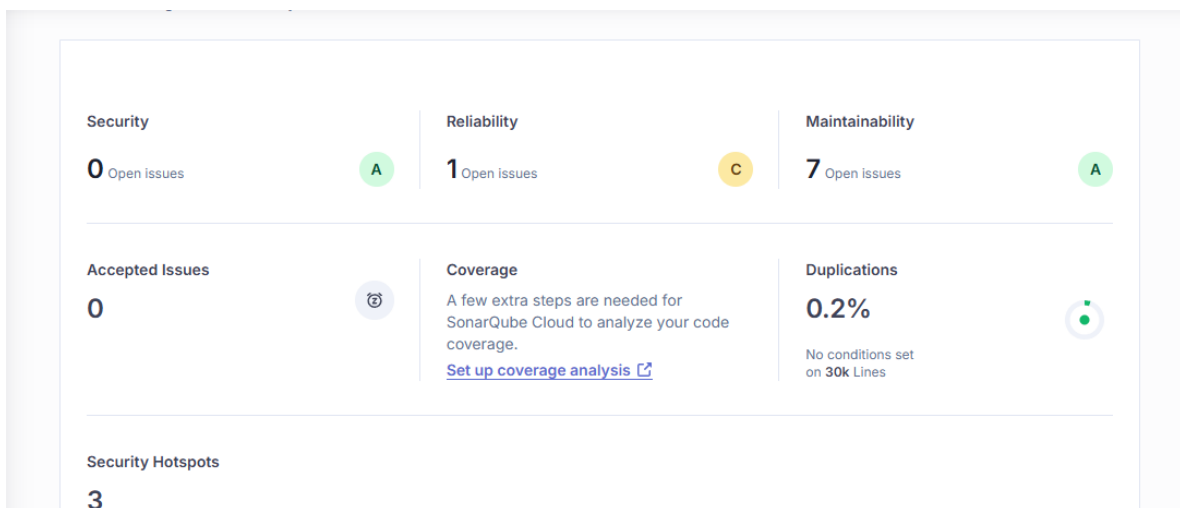 Security
0 Open issues
A
Reliability
1 Open issues
C
Maintainability
7 Open issues
A
Accepted Issues
0
Coverage
A few extra steps are needed for
SonarQube Cloud to analyze your code
coverage.
Set up coverage analysis
Duplications
0.2%
No conditions set
on 30k Lines
Security Hotspots
3